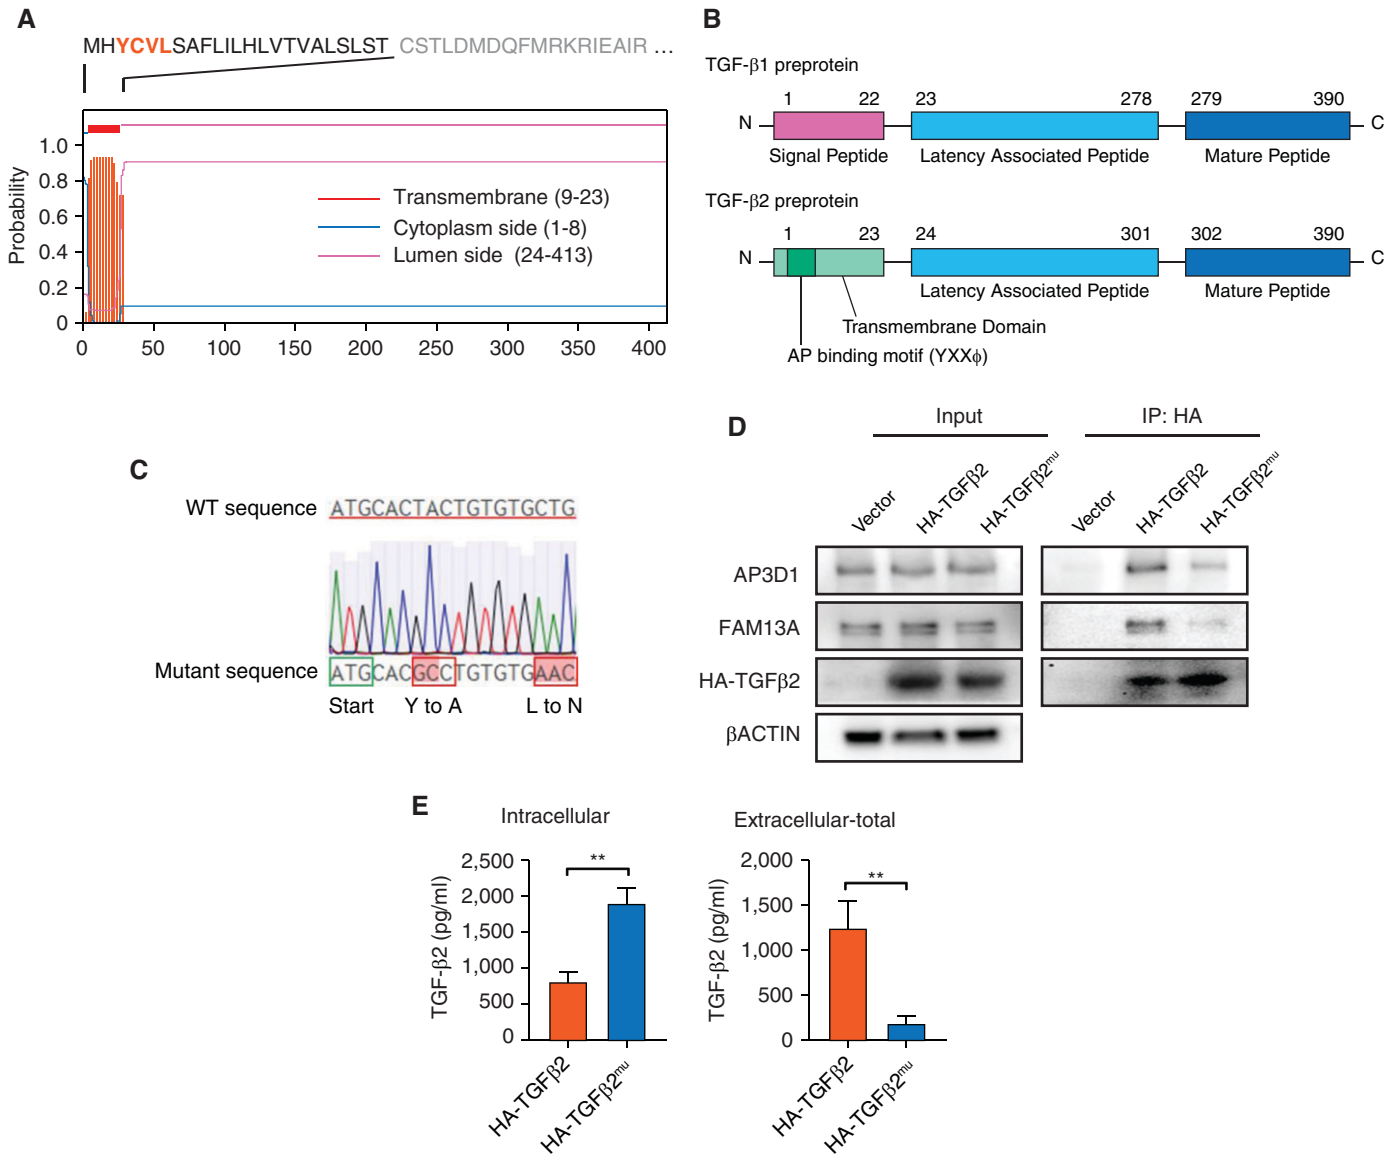 A
MHYCVLSAFLILHLVTVALSLST CSTLDMDQFMRKRIEAIR ...
Probability
1.0
0.8
0.6
0.4
0.2
0
0 50 100 150 200 250 300 350 400
Transmembrane (9-23)
Cytoplasm side (1-8)
Lumen side (24-413)
B
TGF-β1 preprotein
1 22 23 278 279 390
N C
Signal Peptide Latency Associated Peptide Mature Peptide
TGF-β2 preprotein
1 23 24 301 302 390
N C
Latency Associated Peptide Mature Peptide
Transmembrane Domain
AP binding motif (YXXϕ)
C
WT sequence ATGCACTACTGTGTGCTG
Mutant sequence ATGCACGCCTGTGTGAAC
Start Y to A L to N
D
Input IP: HA
Vector HA-TGFβ2 HA-TGFβ2mu Vector HA-TGFβ2 HA-TGFβ2mu
AP3D1
FAM13A
HA-TGFβ2
βACTIN
E
Intracellular
TGF-β2 (pg/ml)
2,500
2,000
1,500
1,000
500
0
**
HA-TGFβ2 HA-TGFβ2mu
Extracellular-total
TGF-β2 (pg/ml)
2,000
1,500
1,000
500
0
**
HA-TGFβ2 HA-TGFβ2mu